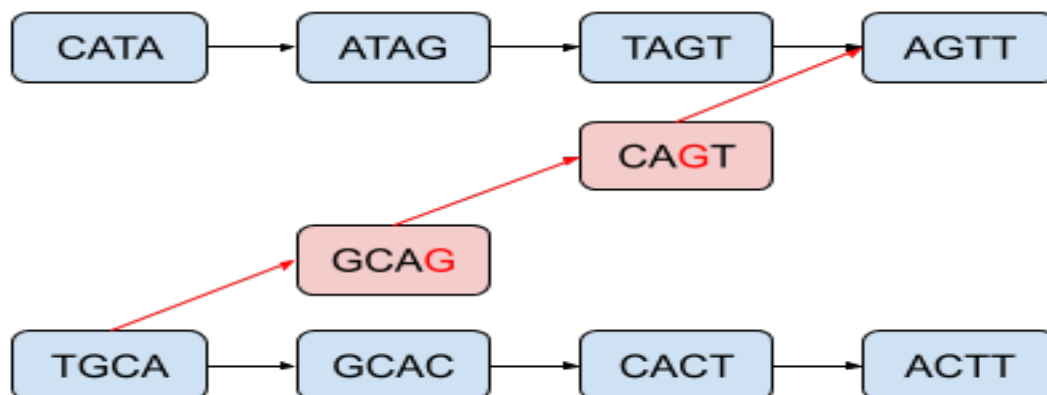 CATA ATAG TAGT AGTT
CAGT
GCAG
TGCA GCAC CACT ACTT